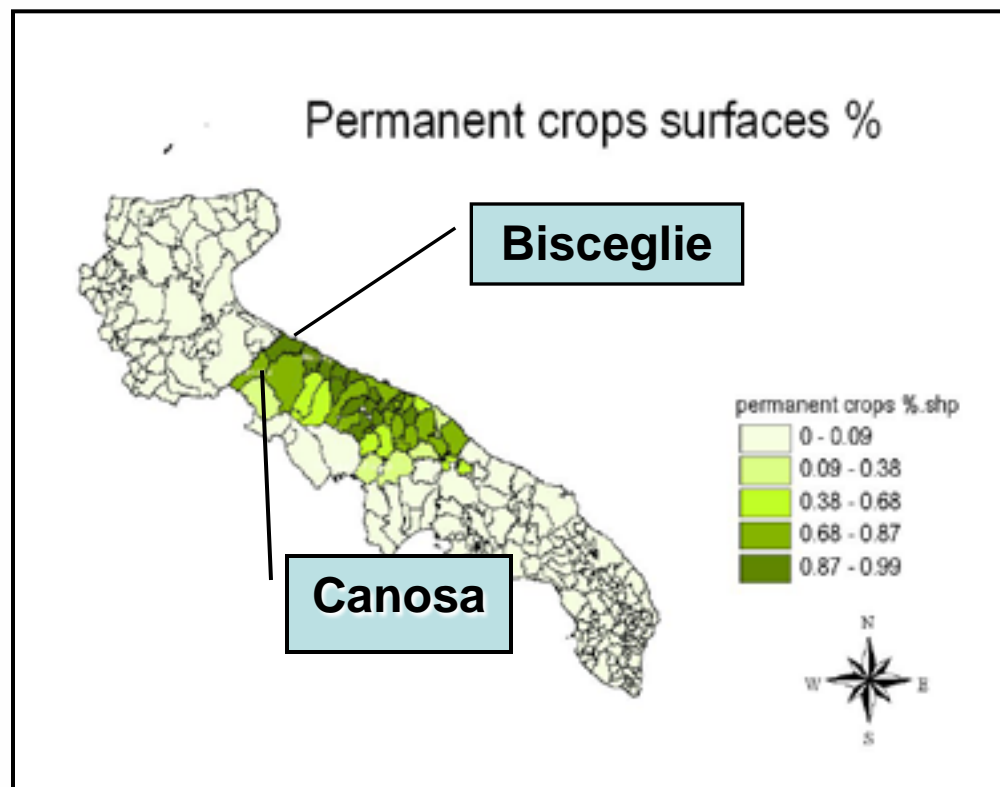 Permanent crops surfaces %
Bisceglie
Canosa
permanent crops %.shp
0 - 0.09
0.09 - 0.38
0.38 - 0.68
0.68 - 0.87
0.87 - 0.99
N
W E
S